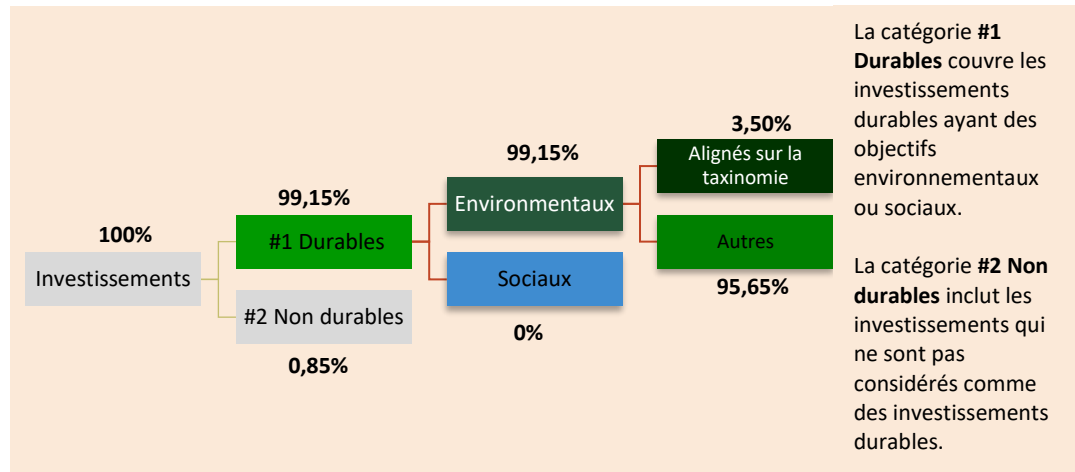 100%
Investissements
99,15%
#1 Durables
#2 Non durables
0,85%
99,15%
Environmentaux
Sociaux
0%
3,50%
Alignés sur la
taxinomie
Autres
95,65%
La catégorie #1
Durables couvre les
investissements
durables ayant des
objectifs
environnementaux
ou sociaux.
La catégorie #2 Non
durables inclut les
investissements qui
ne sont pas
considérés comme
des investissements
durables.